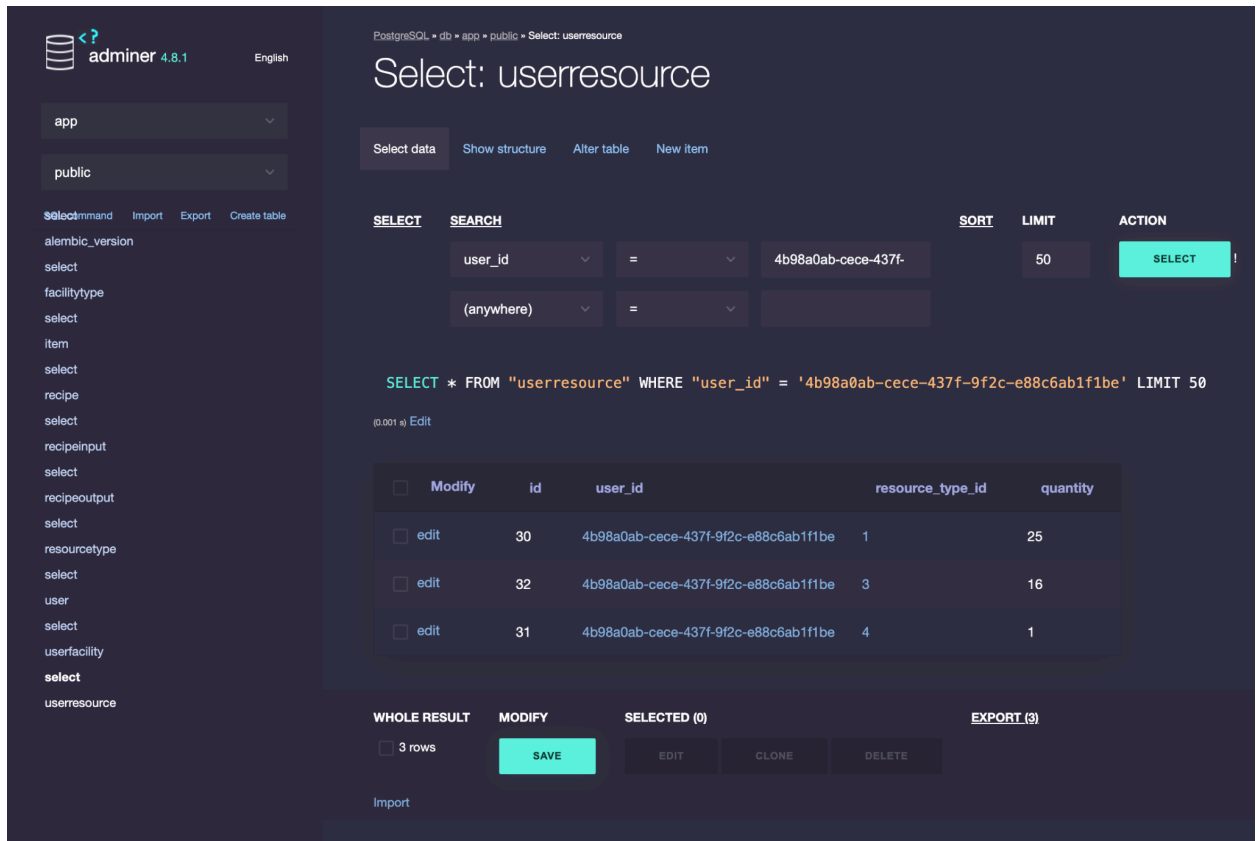 <?
adminer 4.8.1
English
app
public
SQL command Import Export Create table
select
alembic_version
select
facilitytype
select
item
select
recipe
select
recipeinput
select
recipeoutput
select
resourcetype
select
user
select
userfacility
select
userresource
PostgreSQL » db » app » public » Select: userresource
Select: userresource
Select data Show structure Alter table New item
SELECT SEARCH SORT LIMIT ACTION
user_id = 4b98a0ab-cece-437f- 50 SELECT !
(anywhere) =
SELECT * FROM "userresource" WHERE "user_id" = '4b98a0ab-cece-437f-9f2c-e88c6ab1f1be' LIMIT 50
(0.001 s) Edit
Modify id user_id resource_type_id quantity
edit 30 4b98a0ab-cece-437f-9f2c-e88c6ab1f1be 1 25
edit 32 4b98a0ab-cece-437f-9f2c-e88c6ab1f1be 3 16
edit 31 4b98a0ab-cece-437f-9f2c-e88c6ab1f1be 4 1
WHOLE RESULT MODIFY SELECTED (0) EXPORT (3)
3 rows SAVE EDIT CLONE DELETE
Import